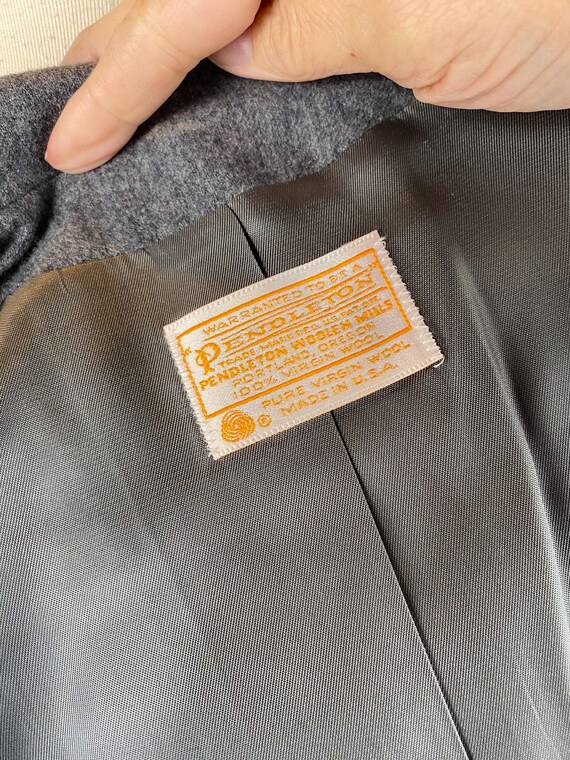 WARRANTED TO BE A
"PENDLETON"
TRADE MARK REG. U.S. PAT. OFF.
PENDLETON WOOLEN MILLS
PORTLAND, OREGON
100% VIRGIN WOOL
PURE VIRGIN WOOL
© MADE IN U.S.A.